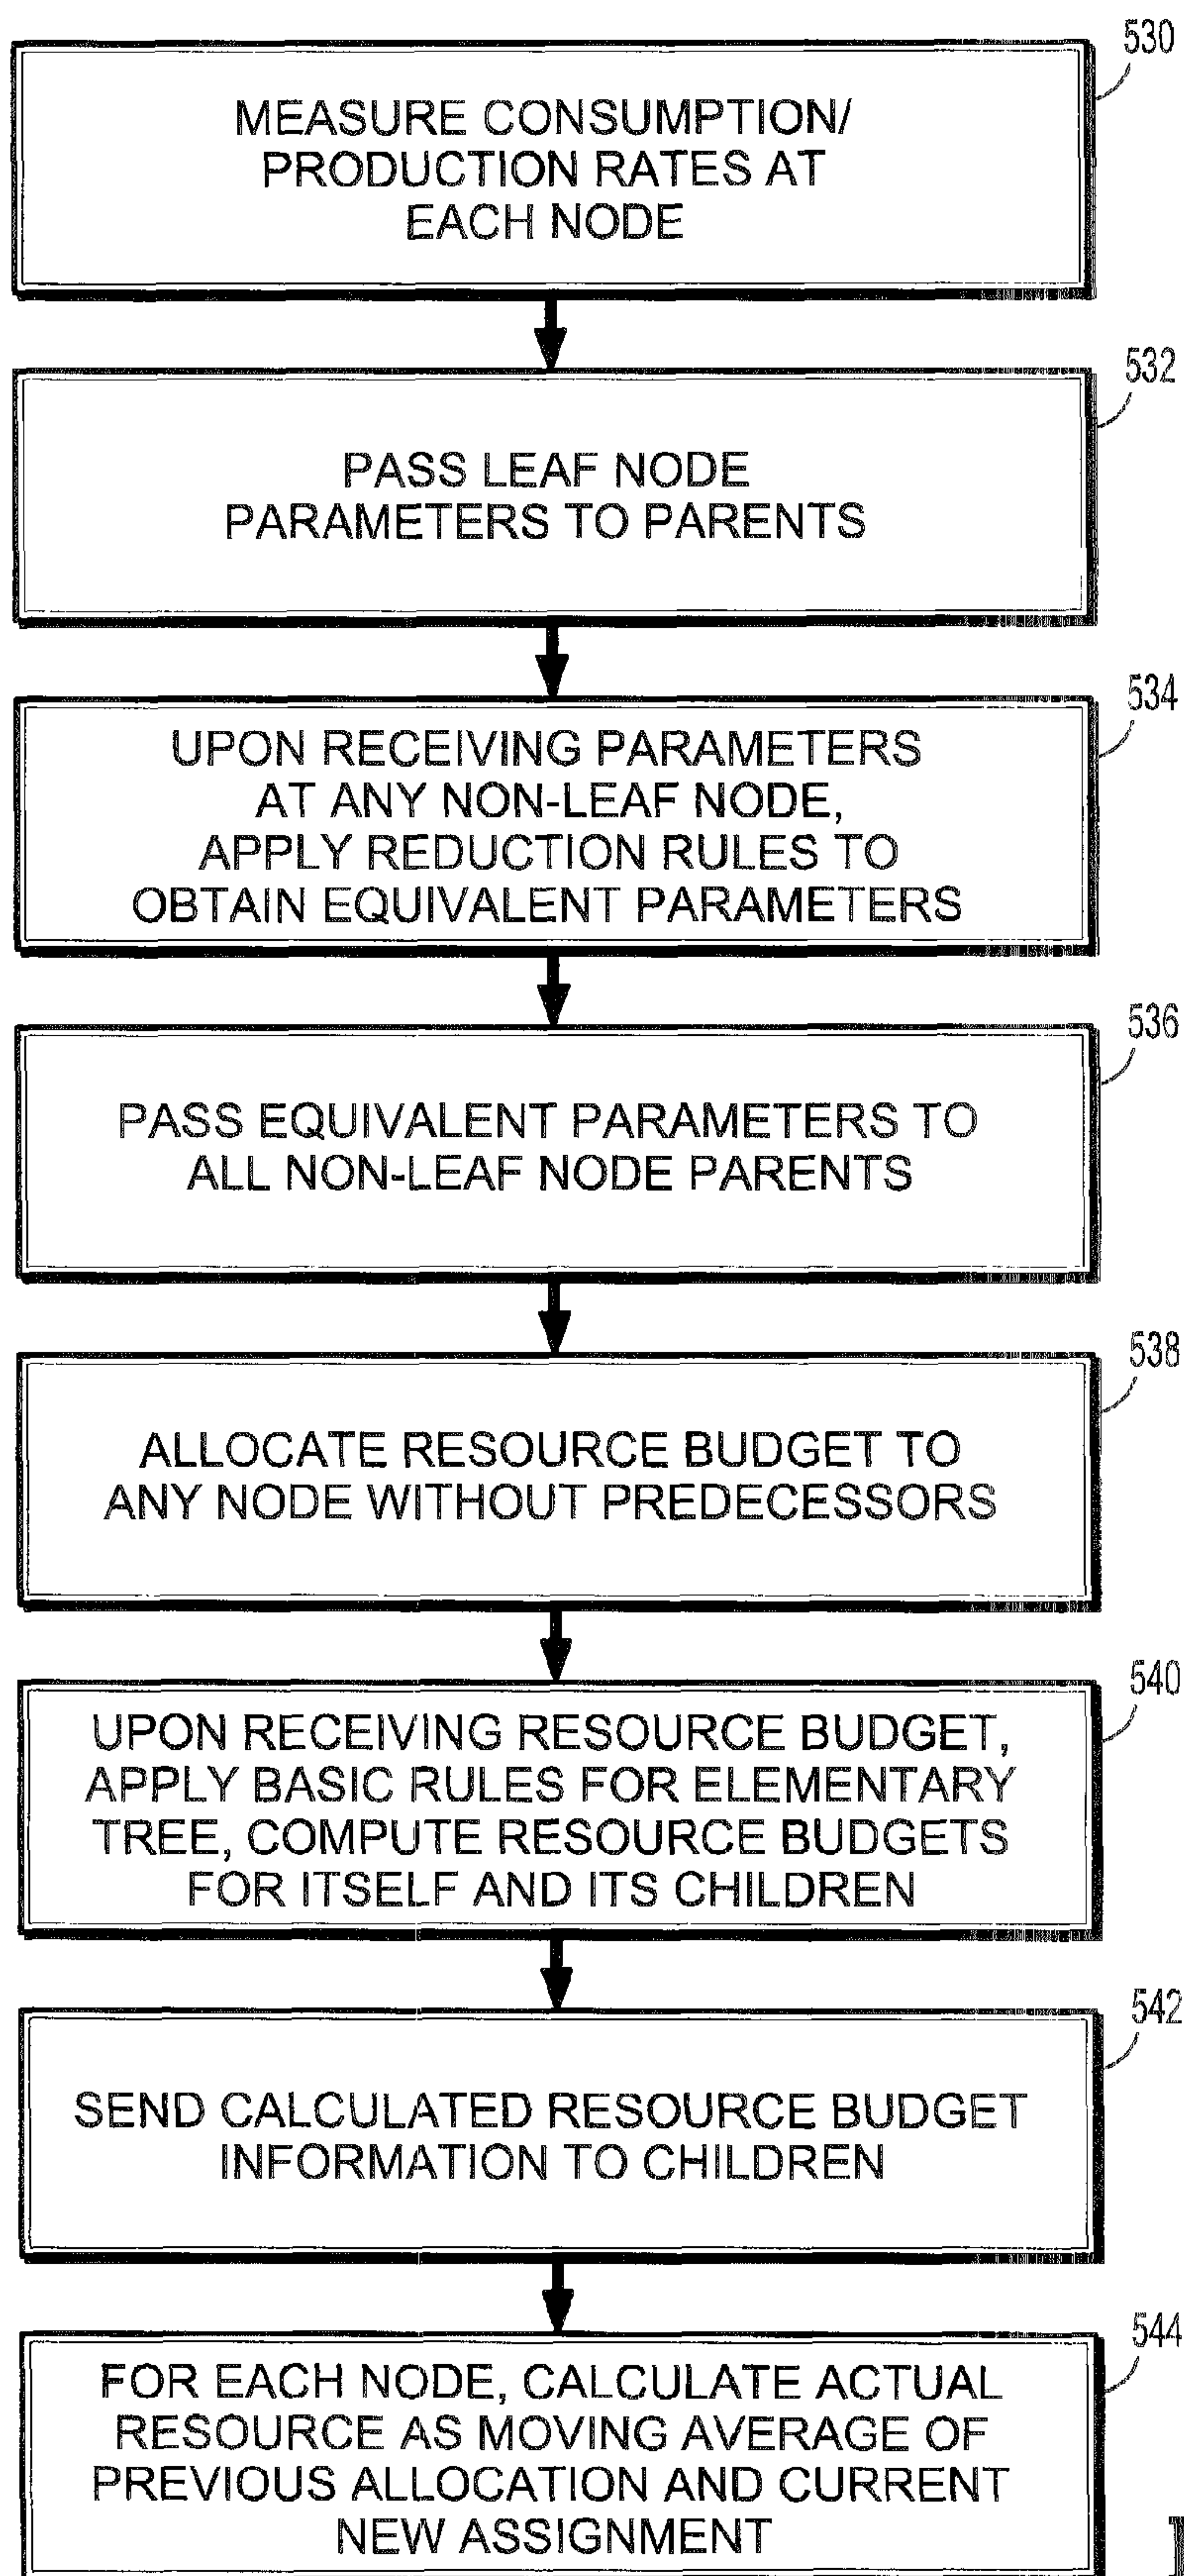 530
MEASURE CONSUMPTION/
PRODUCTION RATES AT
EACH NODE
532
PASS LEAF NODE
PARAMETERS TO PARENTS
534
UPON RECEIVING PARAMETERS
AT ANY NON-LEAF NODE,
APPLY REDUCTION RULES TO
OBTAIN EQUIVALENT PARAMETERS
536
PASS EQUIVALENT PARAMETERS TO
ALL NON-LEAF NODE PARENTS
538
ALLOCATE RESOURCE BUDGET TO
ANY NODE WITHOUT PREDECESSORS
540
UPON RECEIVING RESOURCE BUDGET,
APPLY BASIC RULES FOR ELEMENTARY
TREE, COMPUTE RESOURCE BUDGETS
FOR ITSELF AND ITS CHILDREN
542
SEND CALCULATED RESOURCE BUDGET
INFORMATION TO CHILDREN
544
FOR EACH NODE, CALCULATE ACTUAL
RESOURCE AS MOVING AVERAGE OF
PREVIOUS ALLOCATION AND CURRENT
NEW ASSIGNMENT